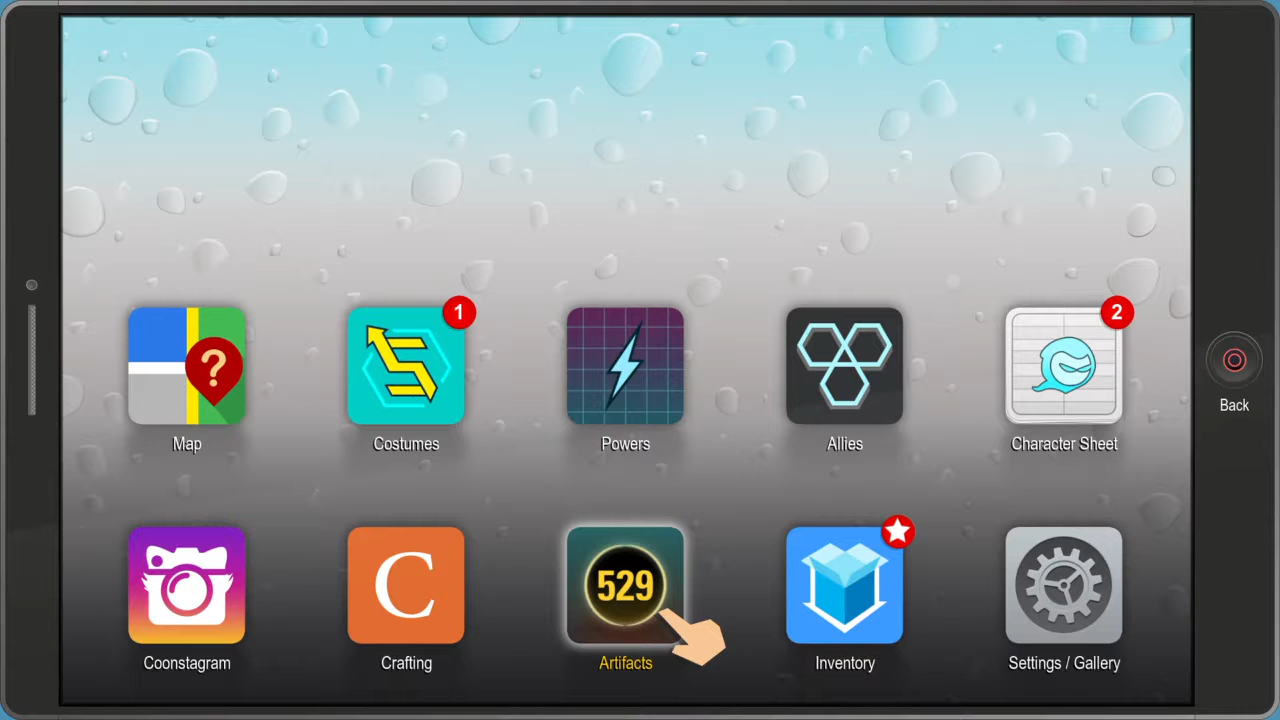 1
?
2
Map
Costumes
Powers
Allies
Character Sheet
Back
C
529
Coonstagram
Crafting
Artifacts
Inventory
Settings / Gallery